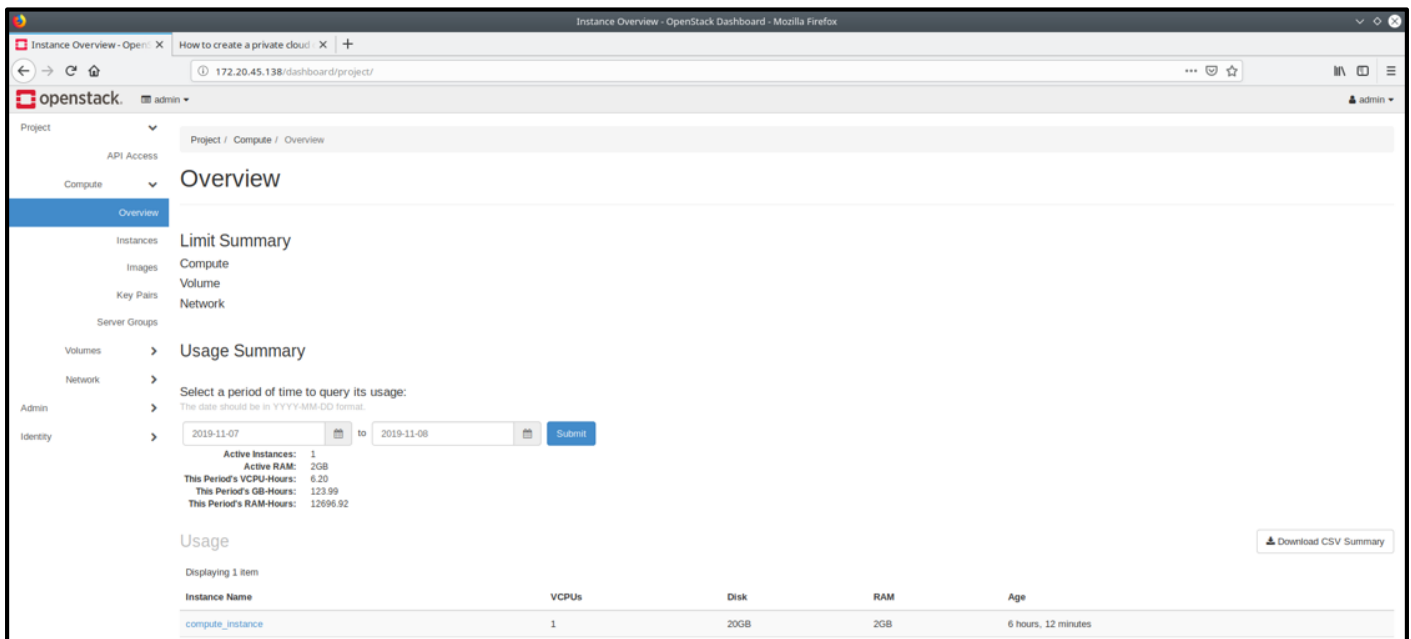 Instance Overview - OpenStack Dashboard - Mozilla Firefox
Instance Overview - Open
How to create a private cloud
172.20.45.138/dashboard/project/
openstack. admin admin
Project
API Access
Compute
Overview
Instances
Images
Key Pairs
Server Groups
Volumes
Network
Admin
Identity
Project / Compute / Overview
Overview
Limit Summary
Compute
Volume
Network
Usage Summary
Select a period of time to query its usage:
The date should be in YYYY-MM-DD format.
2019-11-07 to 2019-11-08 Submit
Active Instances: 1
Active RAM: 2GB
This Period's VCPU-Hours: 6.20
This Period's GB-Hours: 123.99
This Period's RAM-Hours: 12696.92
Usage
Download CSV Summary
Displaying 1 item
Instance Name VCPUs Disk RAM Age
compute_instance 1 20GB 2GB 6 hours, 12 minutes